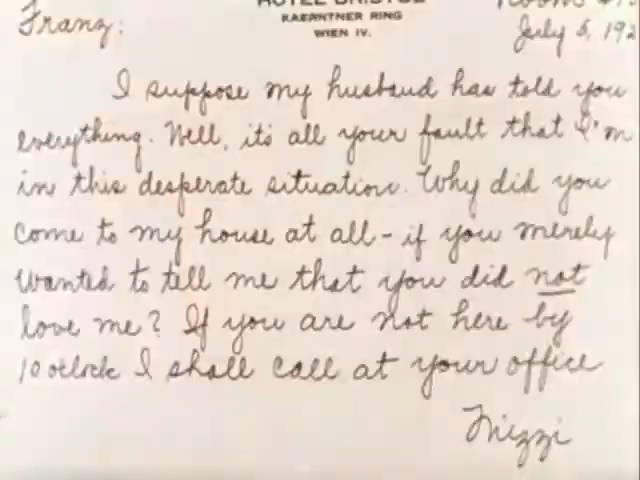 HOTEL BRISTOL
Franz:
KAERNTNER RING
WIEN IV.
July 5, 192
I suppose my husband has told you
everything. Well, it's all your fault that I'm
in this desperate situation. Why did you
come to my house at all - if you merely
wanted to tell me that you did not
love me? If you are not here by
10 oclock I shall call at your office
Mizzi